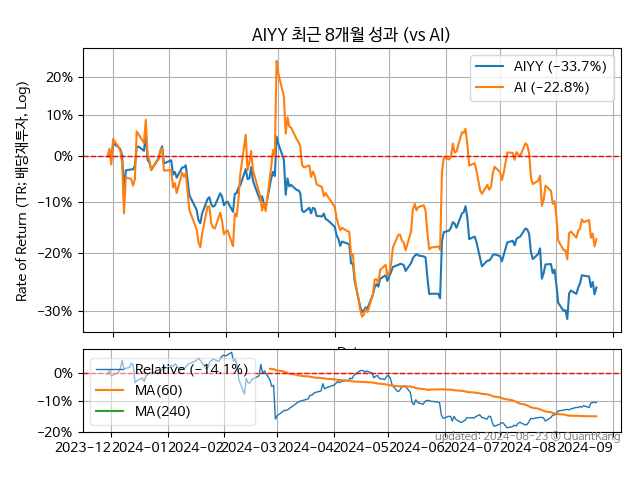 AIYY 최근 8개월 성과 (vs AI)
Rate of Return (TR: 배당재투자, Log)
20%
10%
0%
−10%
−20%
−30%
AIYY (−33.7%)
AI (−22.8%)
0%
−10%
−20%
Relative (−14.1%)
MA(60)
MA(240)
updated: 2024-08-23 © QuantKang
2023-12
2024-01
2024-02
2024-03
2024-04
2024-05
2024-06
2024-07
2024-08
2024-09